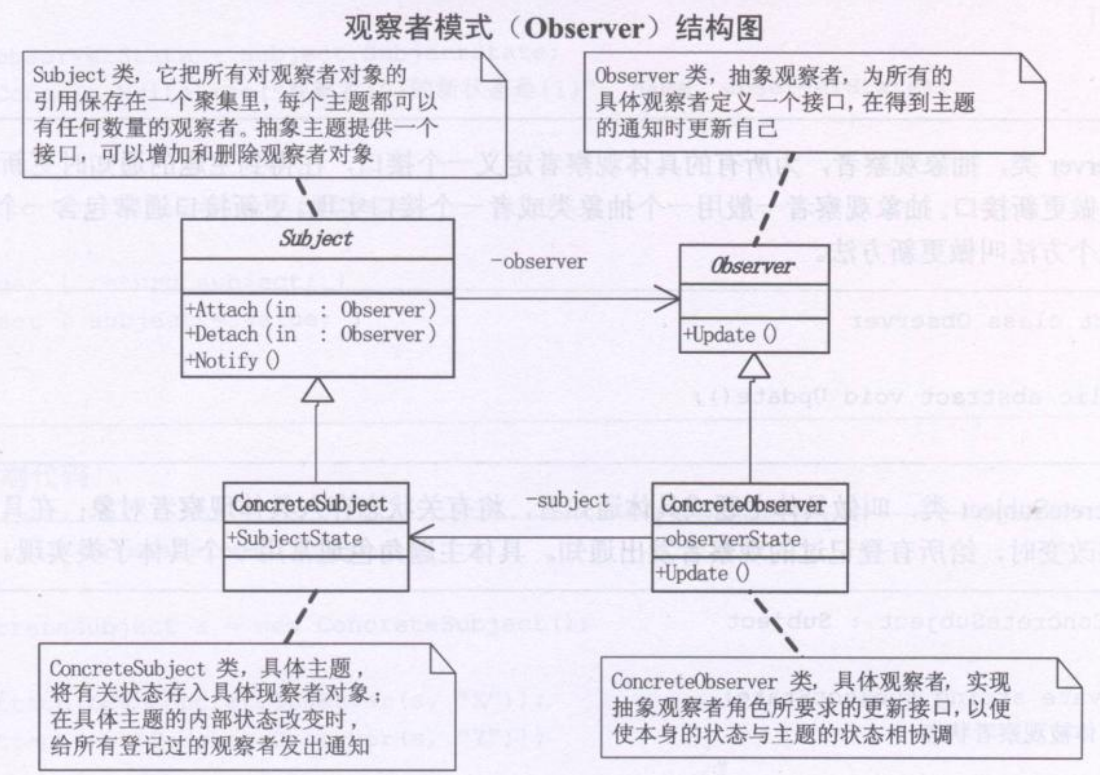 观察者模式（Observer）结构图
Subject 类，它把所有对观察者对象的
引用保存在一个聚集里，每个主题都可以
有任何数量的观察者。抽象主题提供一个
接口，可以增加和删除观察者对象
Observer 类，抽象观察者，为所有的
具体观察者定义一个接口，在得到主题
的通知时更新自己
Subject
+Attach(in : Observer)
+Detach(in : Observer)
+Notify()
-observer
Observer
+Update()
ConcreteSubject
+SubjectState
-subject
ConcreteObserver
-observerState
+Update()
ConcreteSubject 类，具体主题，
将有关状态存入具体现察者对象；
在具体主题的内部状态改变时，
给所有登记过的观察者发出通知
ConcreteObserver 类，具体观察者，实现
抽象观察者角色所要求的更新接口，以便
使本身的状态与主题的状态相协调